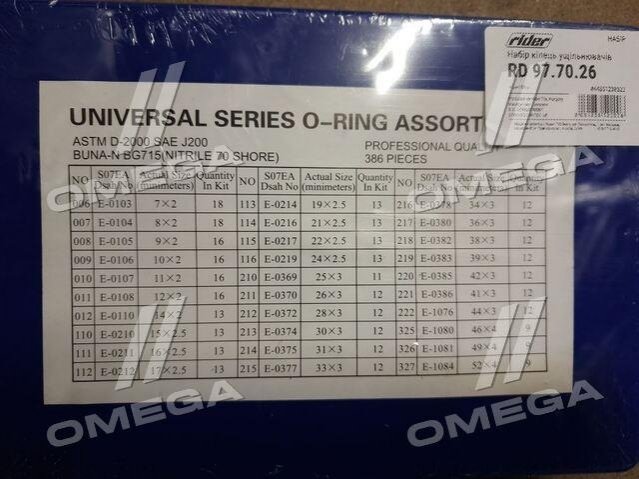 rider
НАБІР
Набір кілець ущільнювачів
RD 97.70.26
UNIVERSAL SERIES O-RING ASSORT
ASTM D-2000 SAE J200
BUNA-N BG715(NITRILE 70 SHORE)
PROFESSIONAL QUALITY
386 PIECES
NO S07EA Dsah No Actual Size (mimeters) Quantity In Kit NO S07EA Dsah No Actual Size (minimeters) Quantity In Kit NO S07EA Dsah No Actual Size (minimeters) Quantity In Kit
006 E-0103 7×2 18 113 E-0214 19×2.5 13 216 E-0378 34×3 12
007 E-0104 8×2 18 114 E-0216 21×2.5 13 217 E-0380 36×3 12
008 E-0105 9×2 16 115 E-0217 22×2.5 13 218 E-0382 38×3 12
009 E-0106 10×2 16 116 E-0219 24×2.5 13 219 E-0383 39×3 12
010 E-0107 11×2 16 210 E-0369 25×3 11 220 E-0385 42×3 12
011 E-0108 12×2 16 211 E-0370 26×3 12 221 E-0386 41×3 12
012 E-0110 14×2 13 212 E-0372 28×3 12 222 E-1076 44×3 12
110 E-0210 15×2.5 13 213 E-0374 30×3 12 325 E-1080 46×4 9
111 E-0211 16×2.5 13 214 E-0375 31×3 12 326 E-1081 49×4 9
112 E-0212 17×2.5 13 215 E-0377 33×3 12 327 E-1084 52×4 9
OMEGA
OMEGA
OMEGA
OMEGA